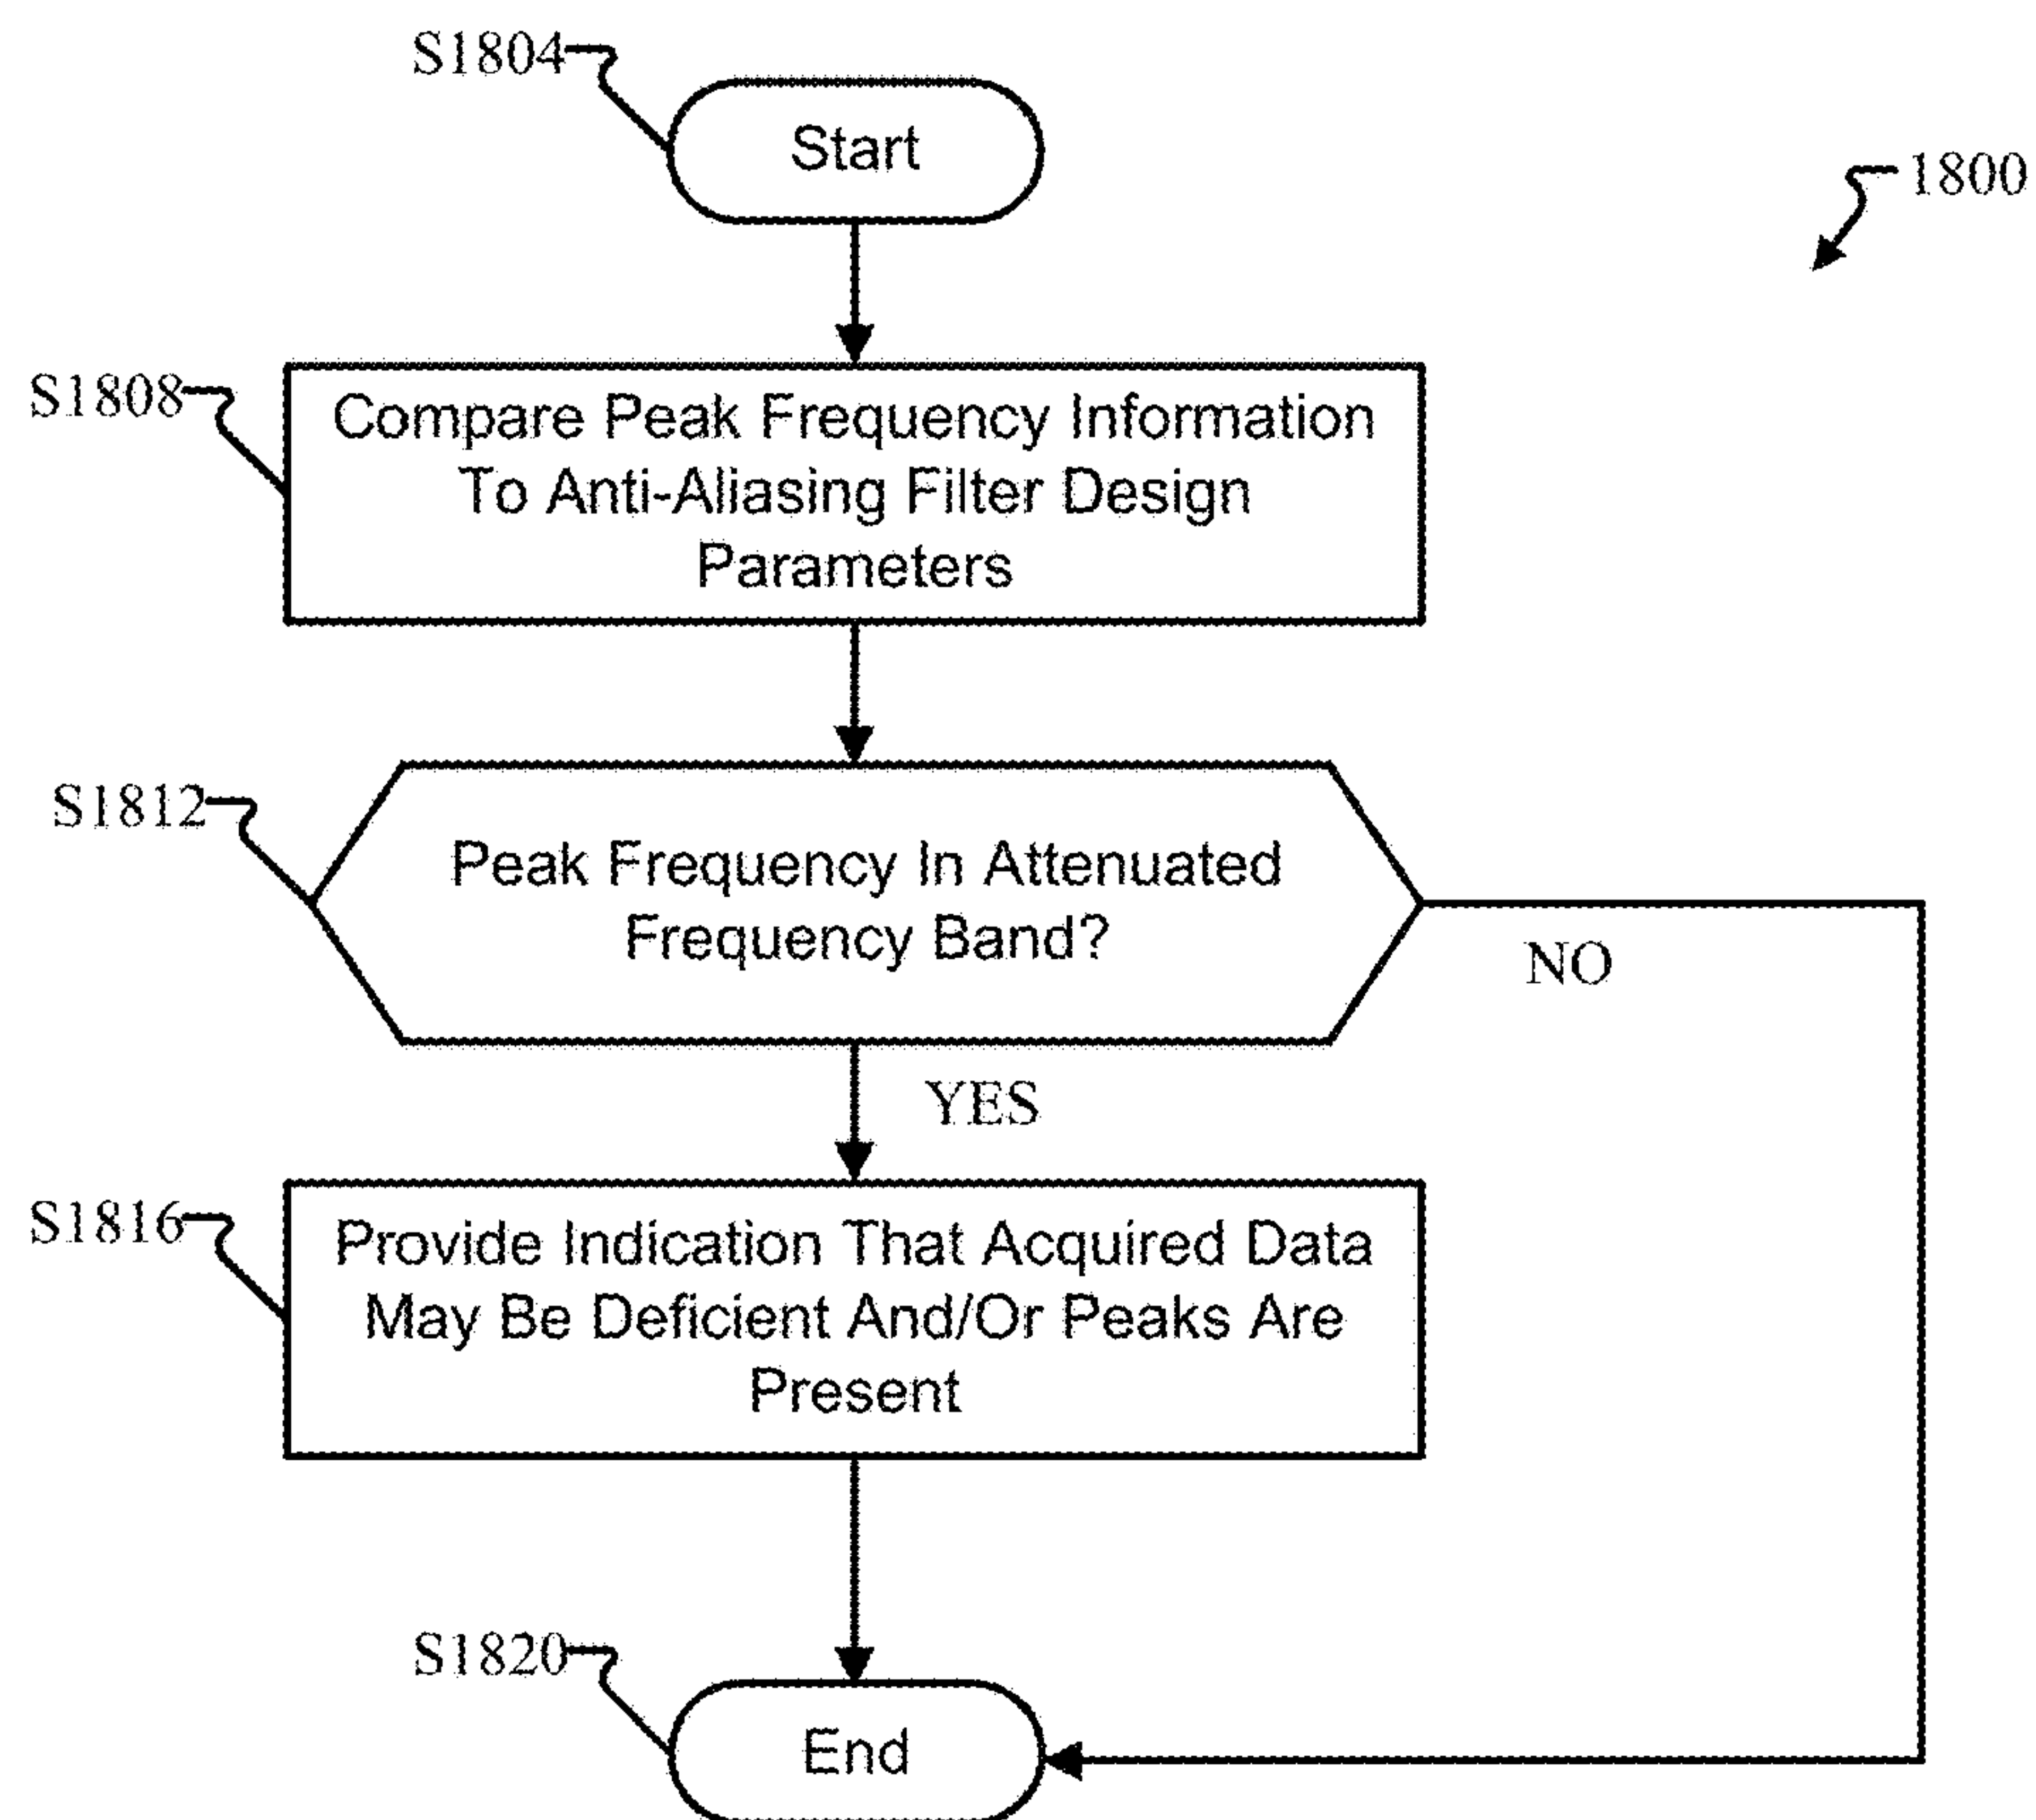 S1804
Start
1800
S1808
Compare Peak Frequency Information
To Anti-Aliasing Filter Design
Parameters
S1812
Peak Frequency In Attenuated
Frequency Band?
NO
YES
S1816
Provide Indication That Acquired Data
May Be Deficient And/Or Peaks Are
Present
S1820
End